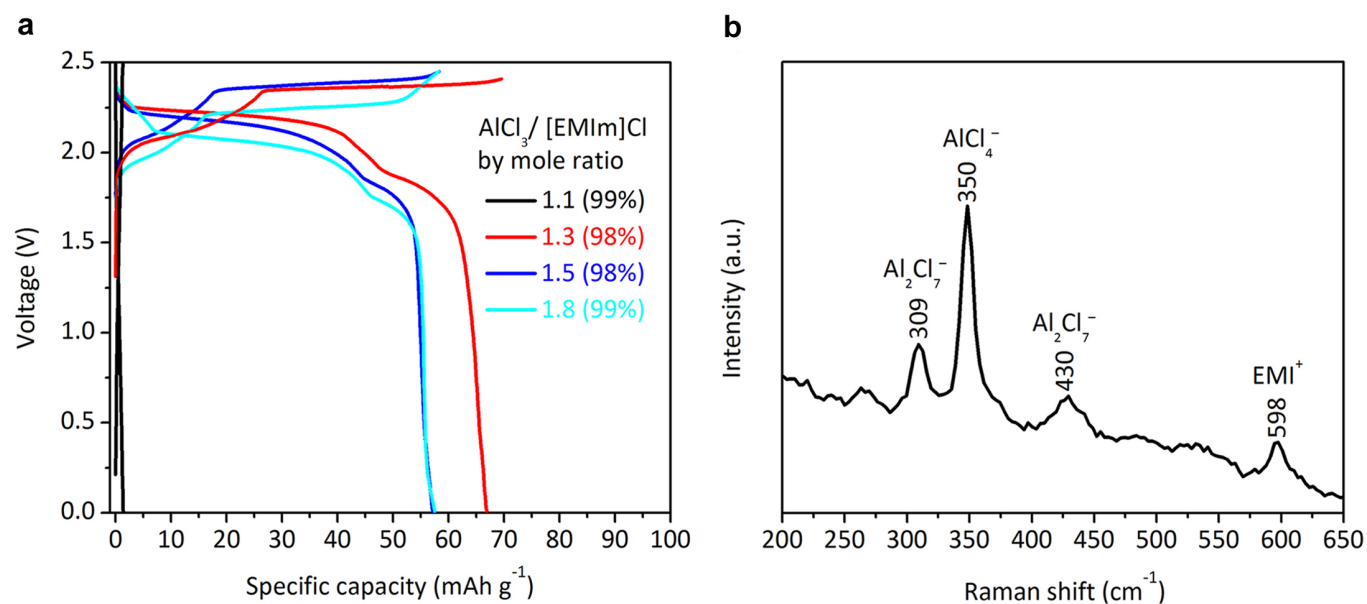 a
2.5
2.0
1.5
1.0
0.5
0.0
Voltage (V)
0 10 20 30 40 50 60 70 80 90 100
Specific capacity (mAh g⁻¹)
AlCl₃/ [EMIm]Cl
by mole ratio
1.1 (99%)
1.3 (98%)
1.5 (98%)
1.8 (99%)
b
Intensity (a.u.)
Al₂Cl₇⁻
309
AlCl₄⁻
350
Al₂Cl₇⁻
430
EMI⁺
598
200 250 300 350 400 450 500 550 600 650
Raman shift (cm⁻¹)